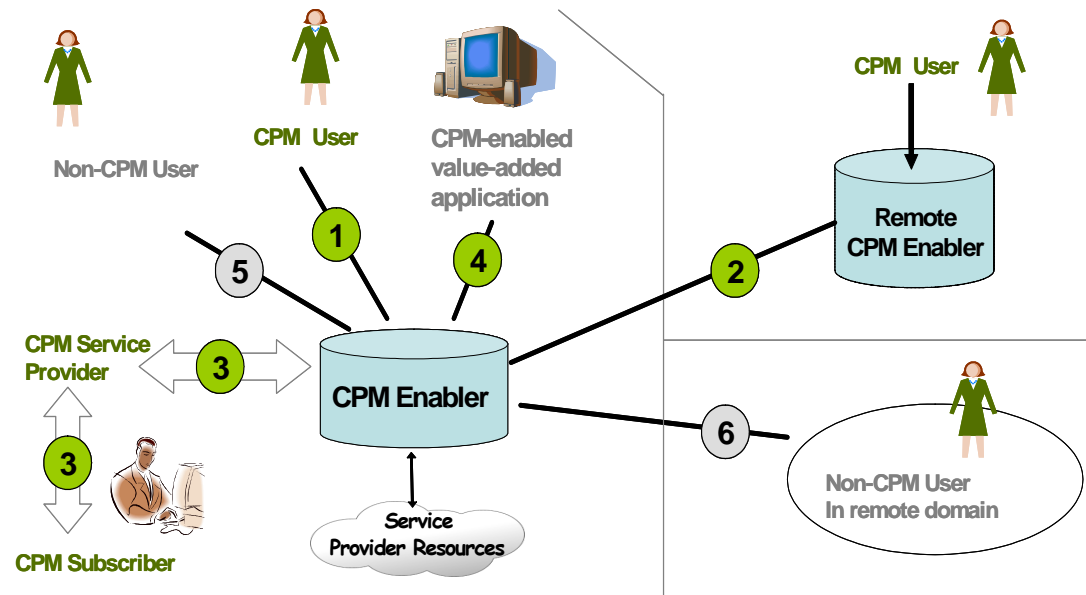 Non-CPM User
CPM User
CPM-enabled
value-added
application
CPM User
Remote
CPM Enabler
1
4
5
2
CPM Service
Provider
3
CPM Enabler
3
6
CPM Subscriber
Service
Provider Resources
Non-CPM User
In remote domain